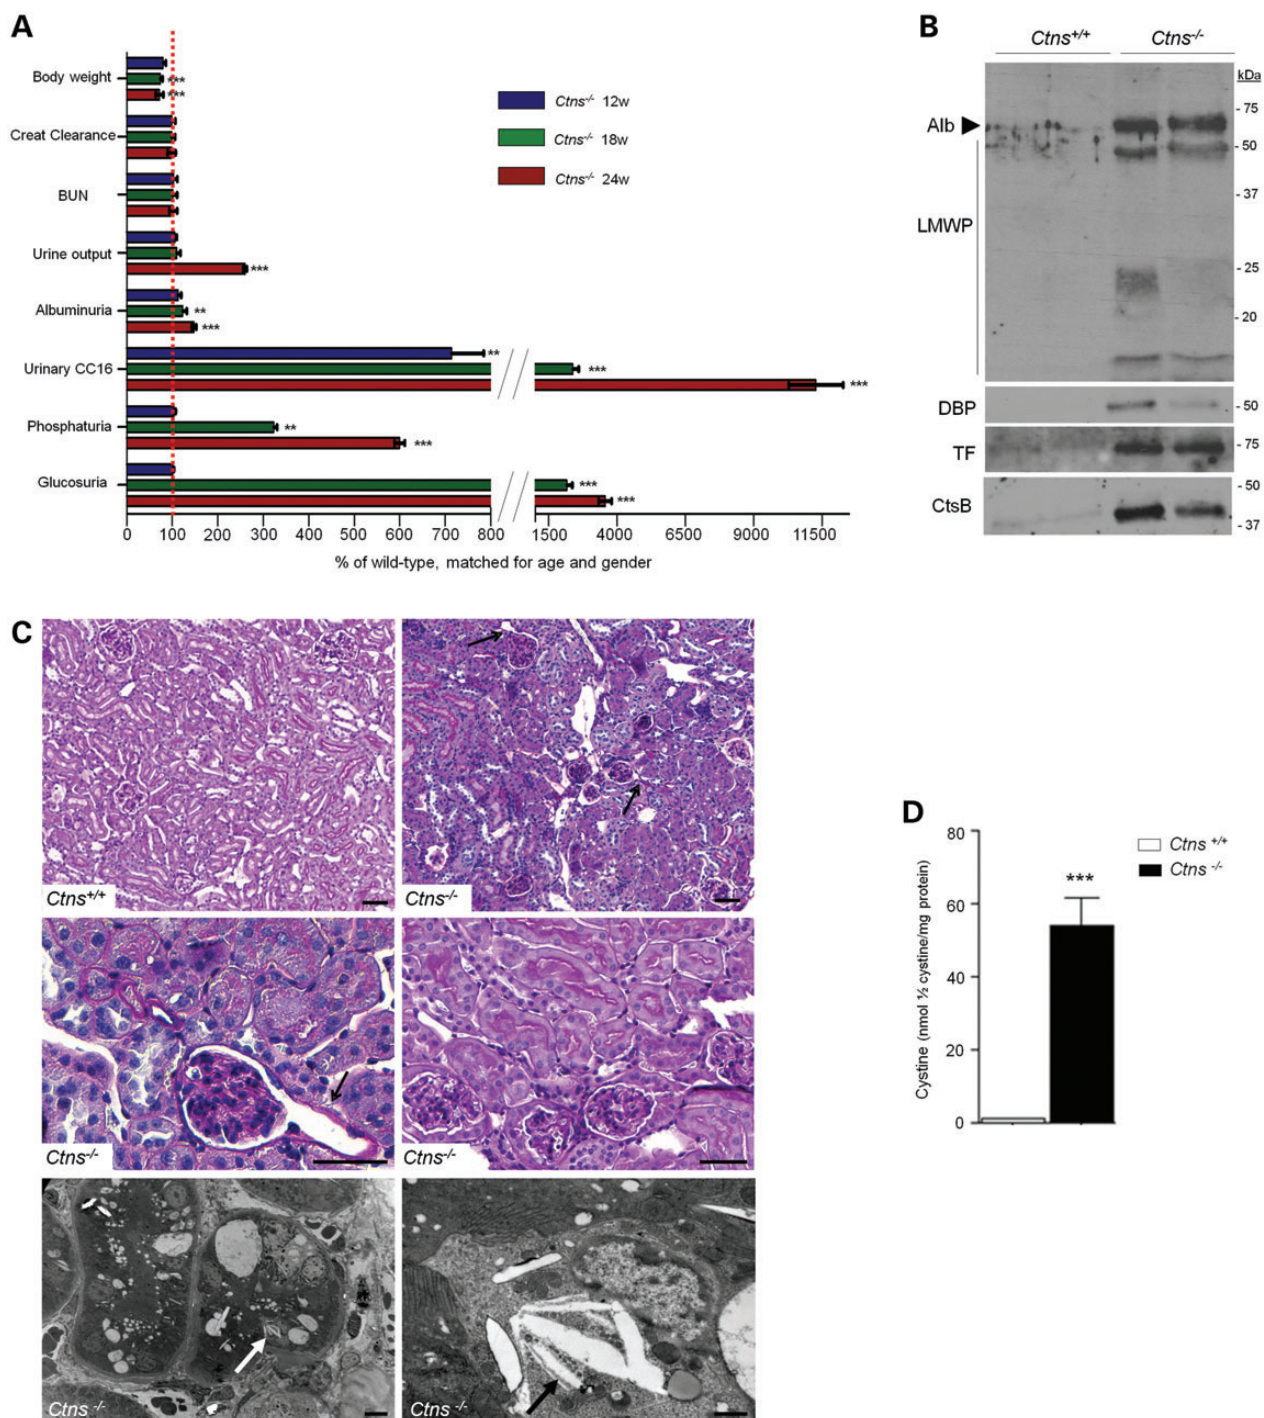 A
Body weight
***
***
Creat Clearance
BUN
Urine output
***
Albuminuria
**
***
Urinary CC16
**
***
***
Phosphaturia
**
***
Glucosuria
***
***
0 100 200 300 400 500 600 700 800 1500 4000 6500 9000 11500
% of wild-type, matched for age and gender
Ctns-/- 12w
Ctns-/- 18w
Ctns-/- 24w
B
Ctns+/+ Ctns-/-
kDa
- 75
Alb
- 50
- 37
LMWP
- 25
- 20
DBP - 50
TF - 75
- 50
CtsB
- 37
C
Ctns+/+
Ctns-/-
Ctns-/-
Ctns-/-
Ctns -/-
Ctns -/-
D
Ctns +/+
Ctns -/-
***
80
60
40
20
0
Cystine (nmol ½ cystine/mg protein)